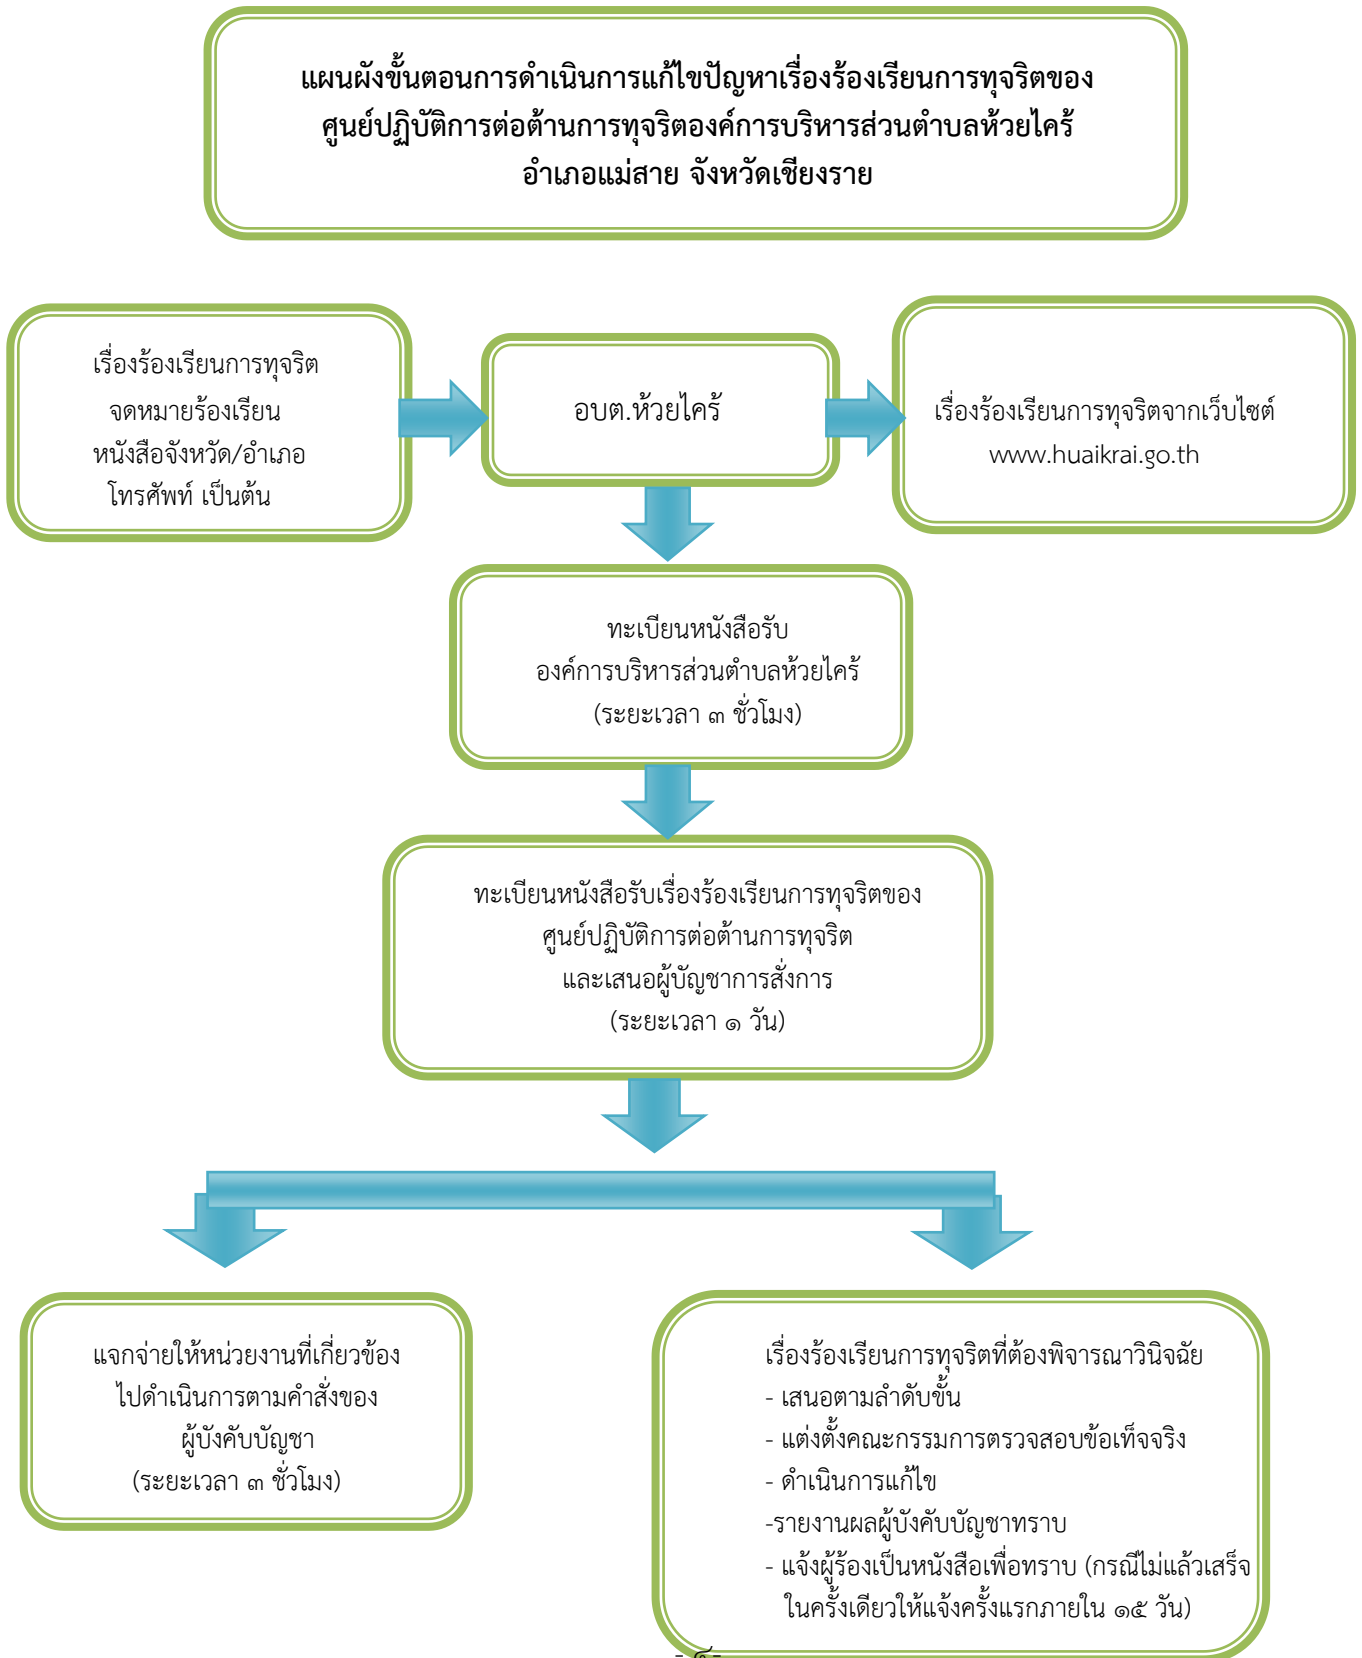 แผนผังขั้นตอนการดำเนินการแก้ไขปัญหาเรื่องร้องเรียนการทุจริตของ
ศูนย์ปฏิบัติการต่อต้านการทุจริตองค์การบริหารส่วนตำบลห้วยไคร้
อำเภอแม่สาย จังหวัดเชียงราย
เรื่องร้องเรียนการทุจริต
จดหมายร้องเรียน
หนังสือจังหวัด/อำเภอ
โทรศัพท์ เป็นต้น
อบต.ห้วยไคร้
เรื่องร้องเรียนการทุจริตจากเว็บไซต์
www.huaikrai.go.th
ทะเบียนหนังสือรับ
องค์การบริหารส่วนตำบลห้วยไคร้
(ระยะเวลา ๓ ชั่วโมง)
ทะเบียนหนังสือรับเรื่องร้องเรียนการทุจริตของ
ศูนย์ปฏิบัติการต่อต้านการทุจริต
และเสนอผู้บัญชาการสั่งการ
(ระยะเวลา ๑ วัน)
แจกจ่ายให้หน่วยงานที่เกี่ยวข้อง
ไปดำเนินการตามคำสั่งของ
ผู้บังคับบัญชา
(ระยะเวลา ๓ ชั่วโมง)
เรื่องร้องเรียนการทุจริตที่ต้องพิจารณาวินิจฉัย
- เสนอตามลำดับขั้น
- แต่งตั้งคณะกรรมการตรวจสอบข้อเท็จจริง
- ดำเนินการแก้ไข
-รายงานผลผู้บังคับบัญชาทราบ
- แจ้งผู้ร้องเป็นหนังสือเพื่อทราบ (กรณีไม่แล้วเสร็จ
ในครั้งเดียวให้แจ้งครั้งแรกภายใน ๑๕ วัน)